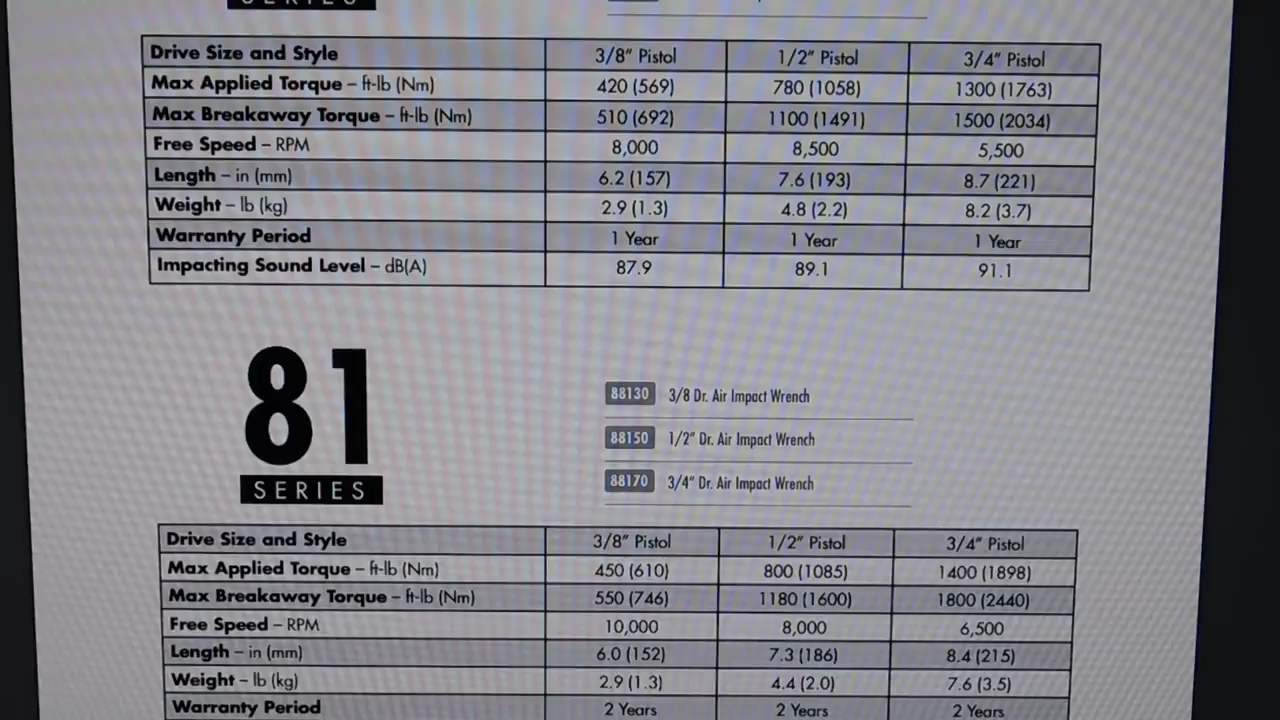 SERIES
Drive Size and Style 3/8" Pistol 1/2" Pistol 3/4" Pistol
Max Applied Torque – ft-lb (Nm) 420 (569) 780 (1058) 1300 (1763)
Max Breakaway Torque – ft-lb (Nm) 510 (692) 1100 (1491) 1500 (2034)
Free Speed – RPM 8,000 8,500 5,500
Length – in (mm) 6.2 (157) 7.6 (193) 8.7 (221)
Weight – lb (kg) 2.9 (1.3) 4.8 (2.2) 8.2 (3.7)
Warranty Period 1 Year 1 Year 1 Year
Impacting Sound Level – dB(A) 87.9 89.1 91.1
81
SERIES
88130 3/8 Dr. Air Impact Wrench
88150 1/2" Dr. Air Impact Wrench
88170 3/4" Dr. Air Impact Wrench
Drive Size and Style 3/8" Pistol 1/2" Pistol 3/4" Pistol
Max Applied Torque – ft-lb (Nm) 450 (610) 800 (1085) 1400 (1898)
Max Breakaway Torque – ft-lb (Nm) 550 (746) 1180 (1600) 1800 (2440)
Free Speed – RPM 10,000 8,000 6,500
Length – in (mm) 6.0 (152) 7.3 (186) 8.4 (215)
Weight – lb (kg) 2.9 (1.3) 4.4 (2.0) 7.6 (3.5)
Warranty Period 2 Years 2 Years 2 Years